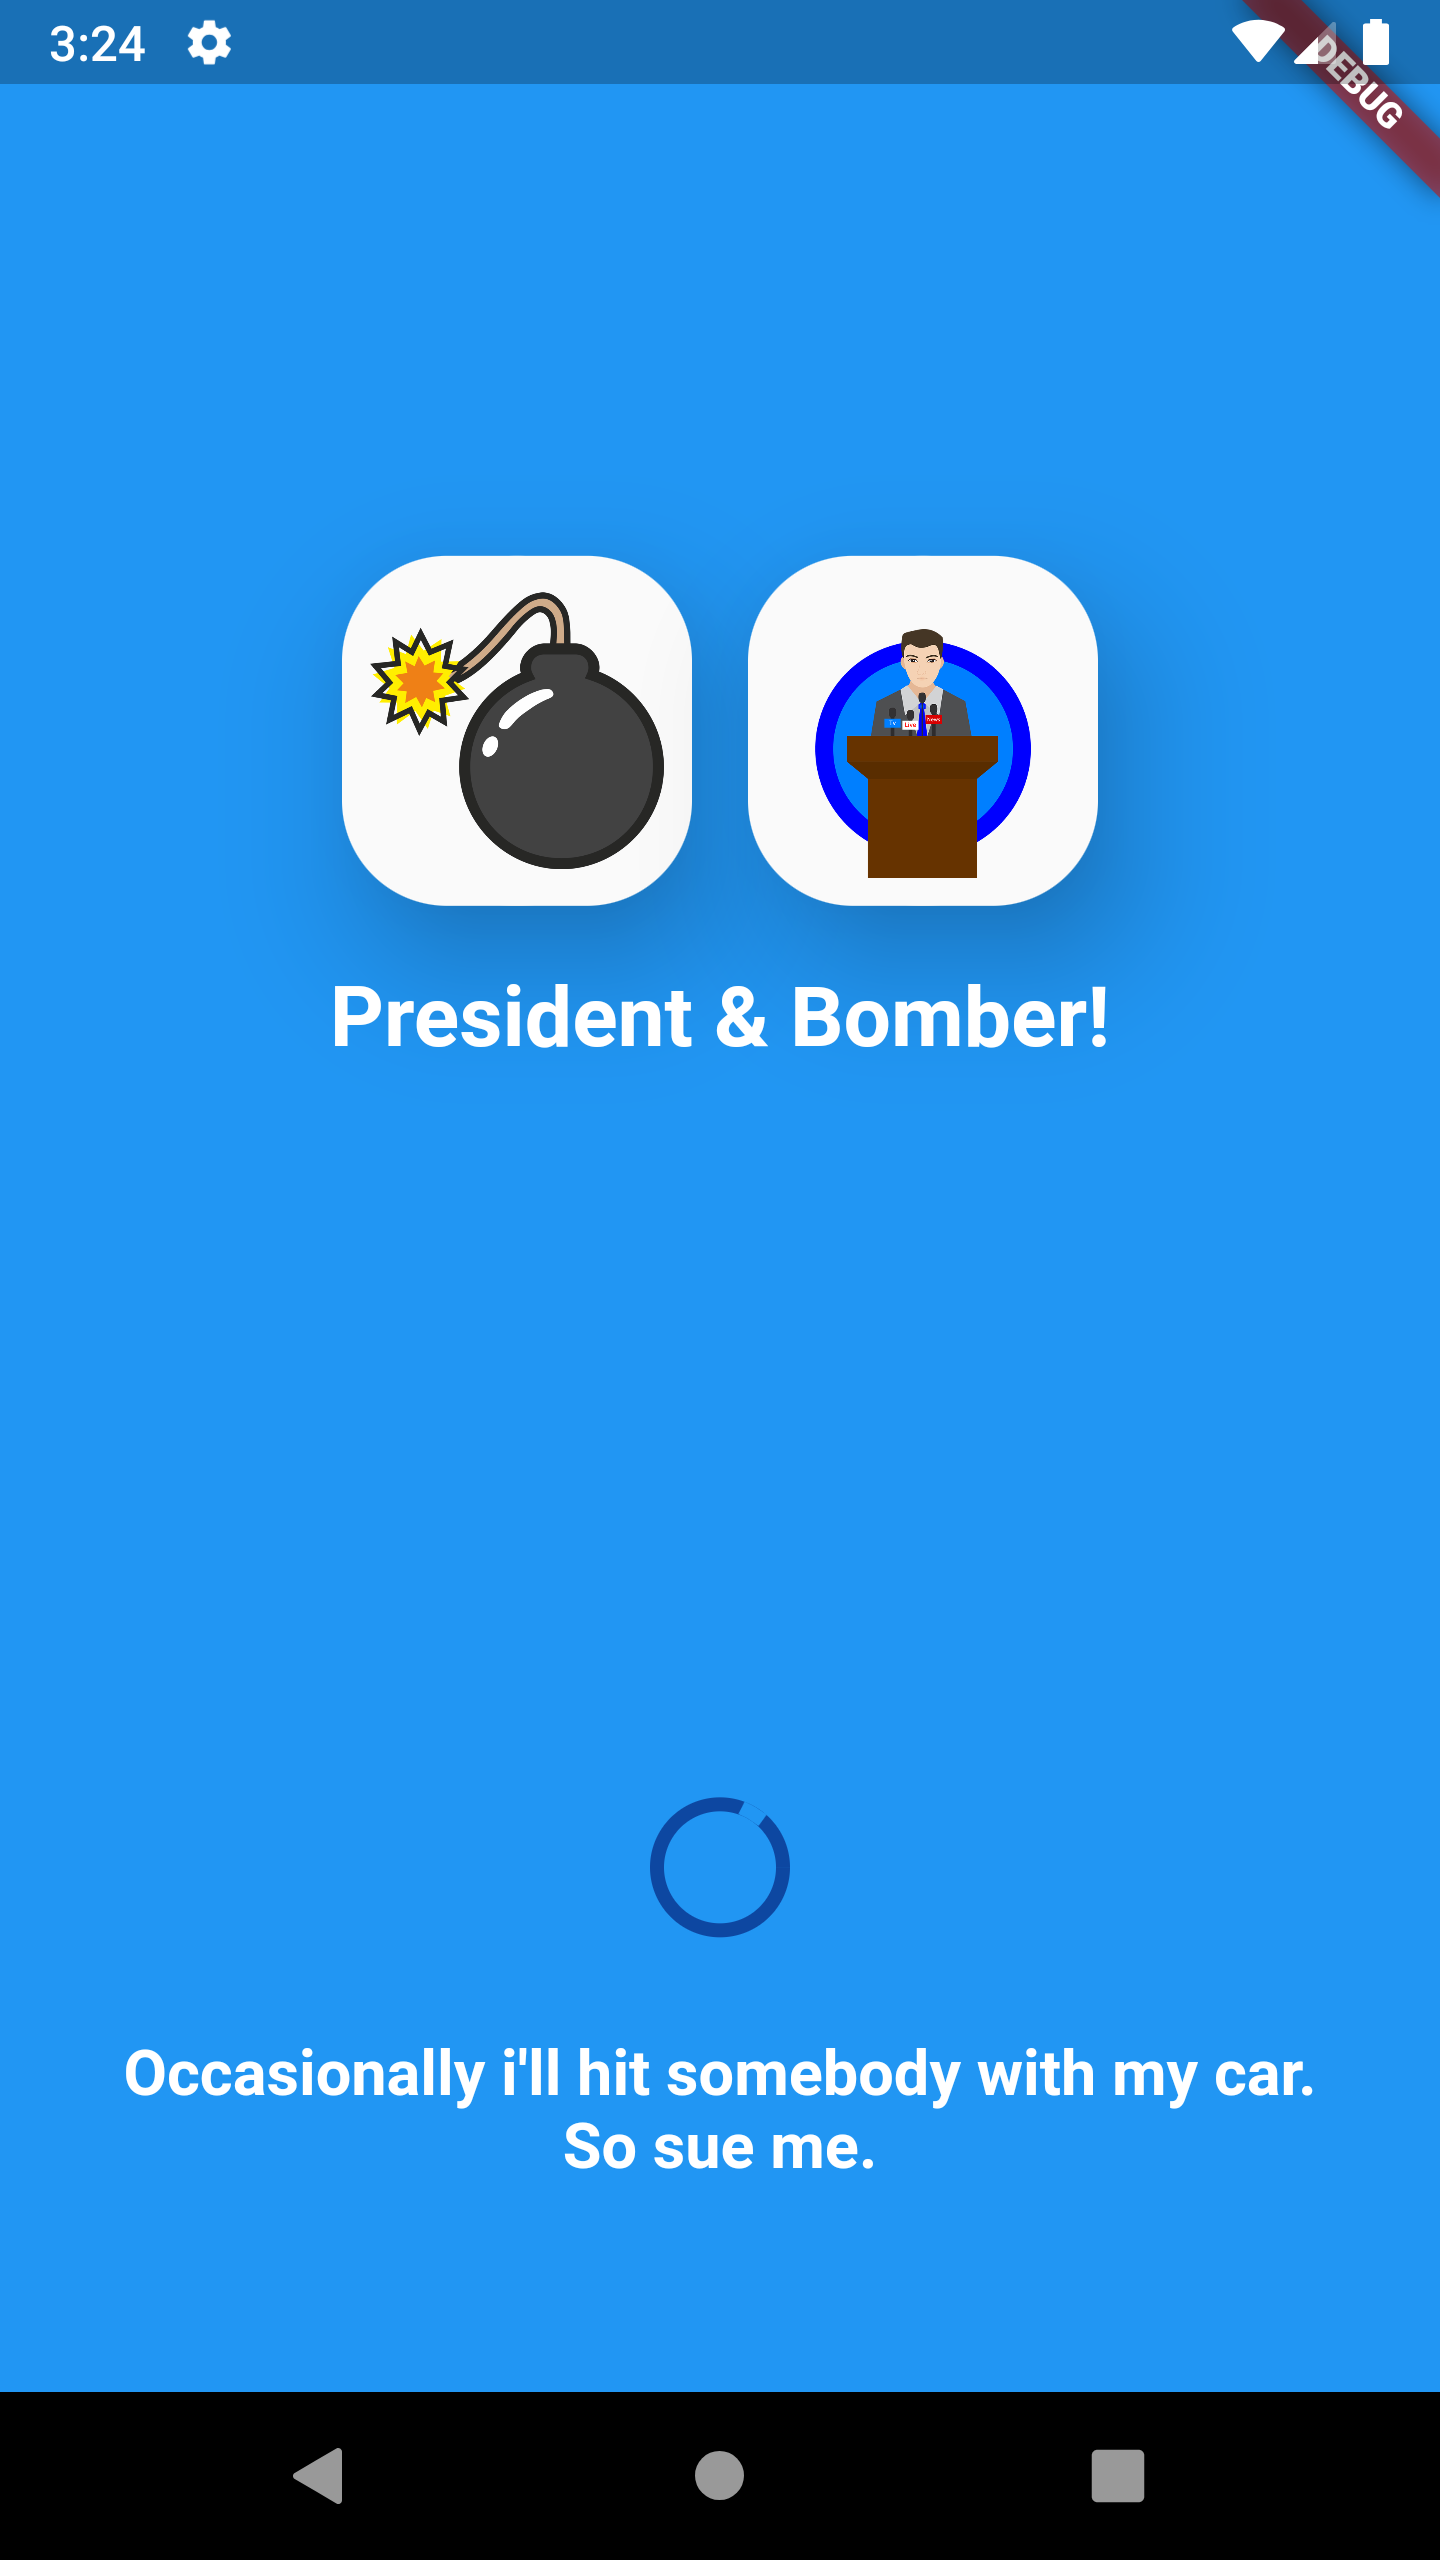 3:24
DEBUG
Tv
Live
News
President & Bomber!
Occasionally i'll hit somebody with my car.
So sue me.